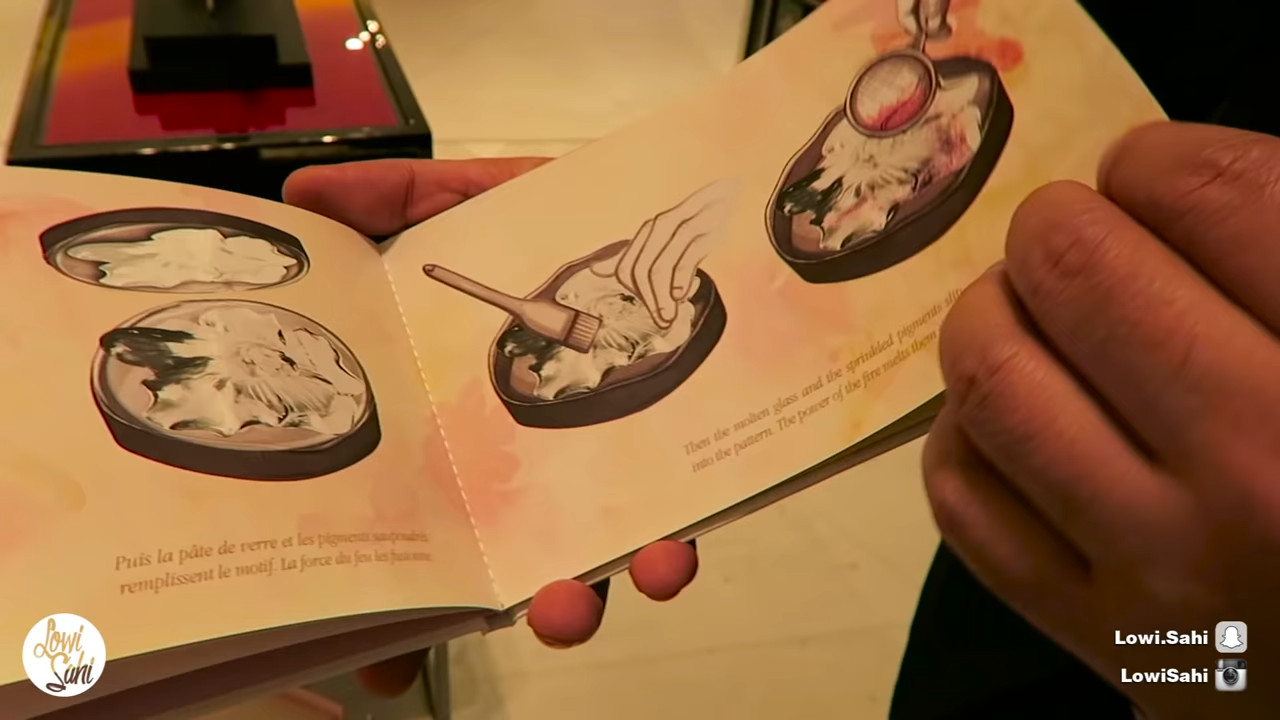 Puis la pâte de verre et les pigments saupoudrés
remplissent le motif. La force du feu les fusionne.
Then the molten glass and the sprinkled pigments
into the pattern. The power of the fire melts them
Lowi
Sahi
Lowi.Sahi
LowiSahi